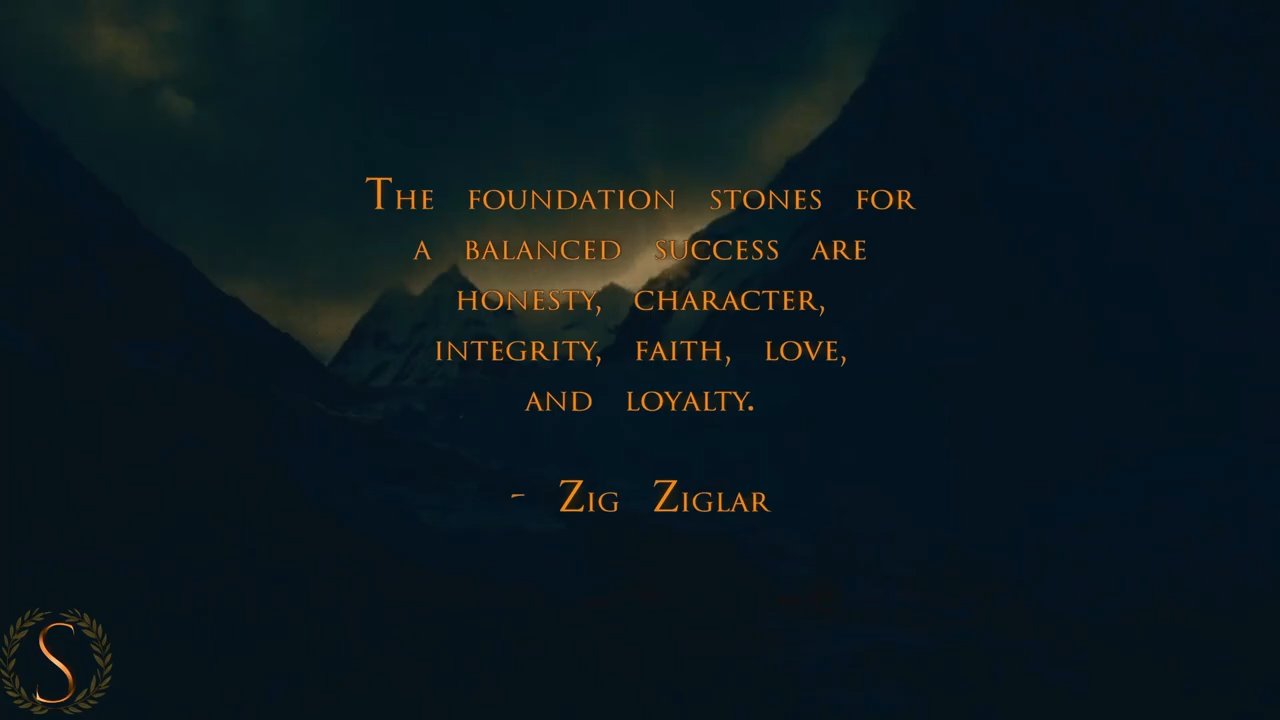 The foundation stones for
a balanced success are
honesty, character,
integrity, faith, love,
and loyalty.
- Zig Ziglar
S